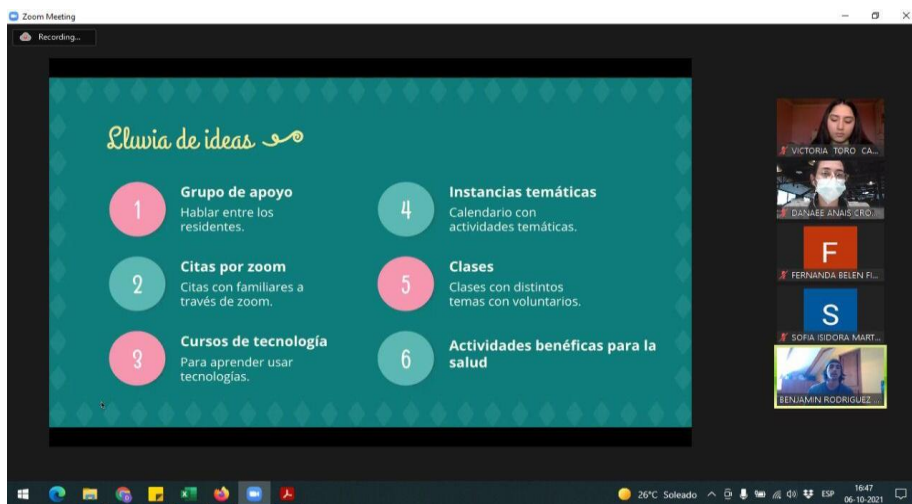 Zoom Meeting
Recording...
Lluvia de ideas
1
Grupo de apoyo
Hablar entre los
residentes.
2
Citas por zoom
Citas con familiares a
través de zoom.
3
Cursos de tecnología
Para aprender usar
tecnologías.
4
Instancias temáticas
Calendario con
actividades temáticas.
5
Clases
Clases con distintos
temas con voluntarios.
6
Actividades benéficas para la
salud
VICTORIA TORO CA...
DANAEE ANAIS CRO...
F
FERNANDA BELEN FI...
S
SOFIA ISIDORA MART...
BENJAMIN RODRIGUEZ ...
26°C Soleado
ESP
16:47
06-10-2021